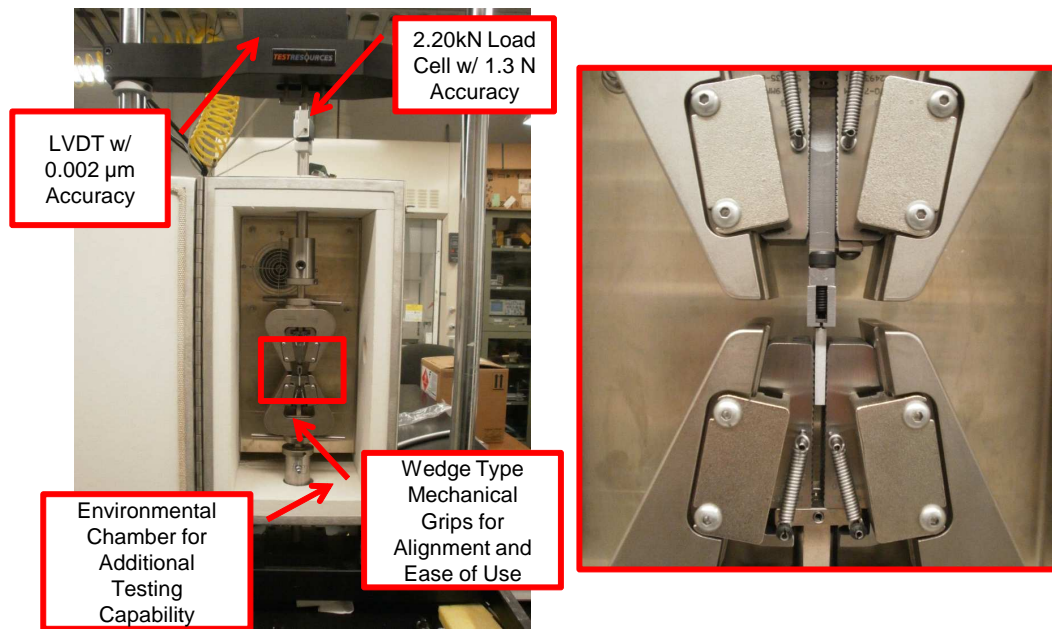 2.20kN Load
Cell w/ 1.3 N
Accuracy
TESTRESOURCES
LVDT w/
0.002 µm
Accuracy
Wedge Type
Mechanical
Grips for
Alignment and
Ease of Use
Environmental
Chamber for
Additional
Testing
Capability